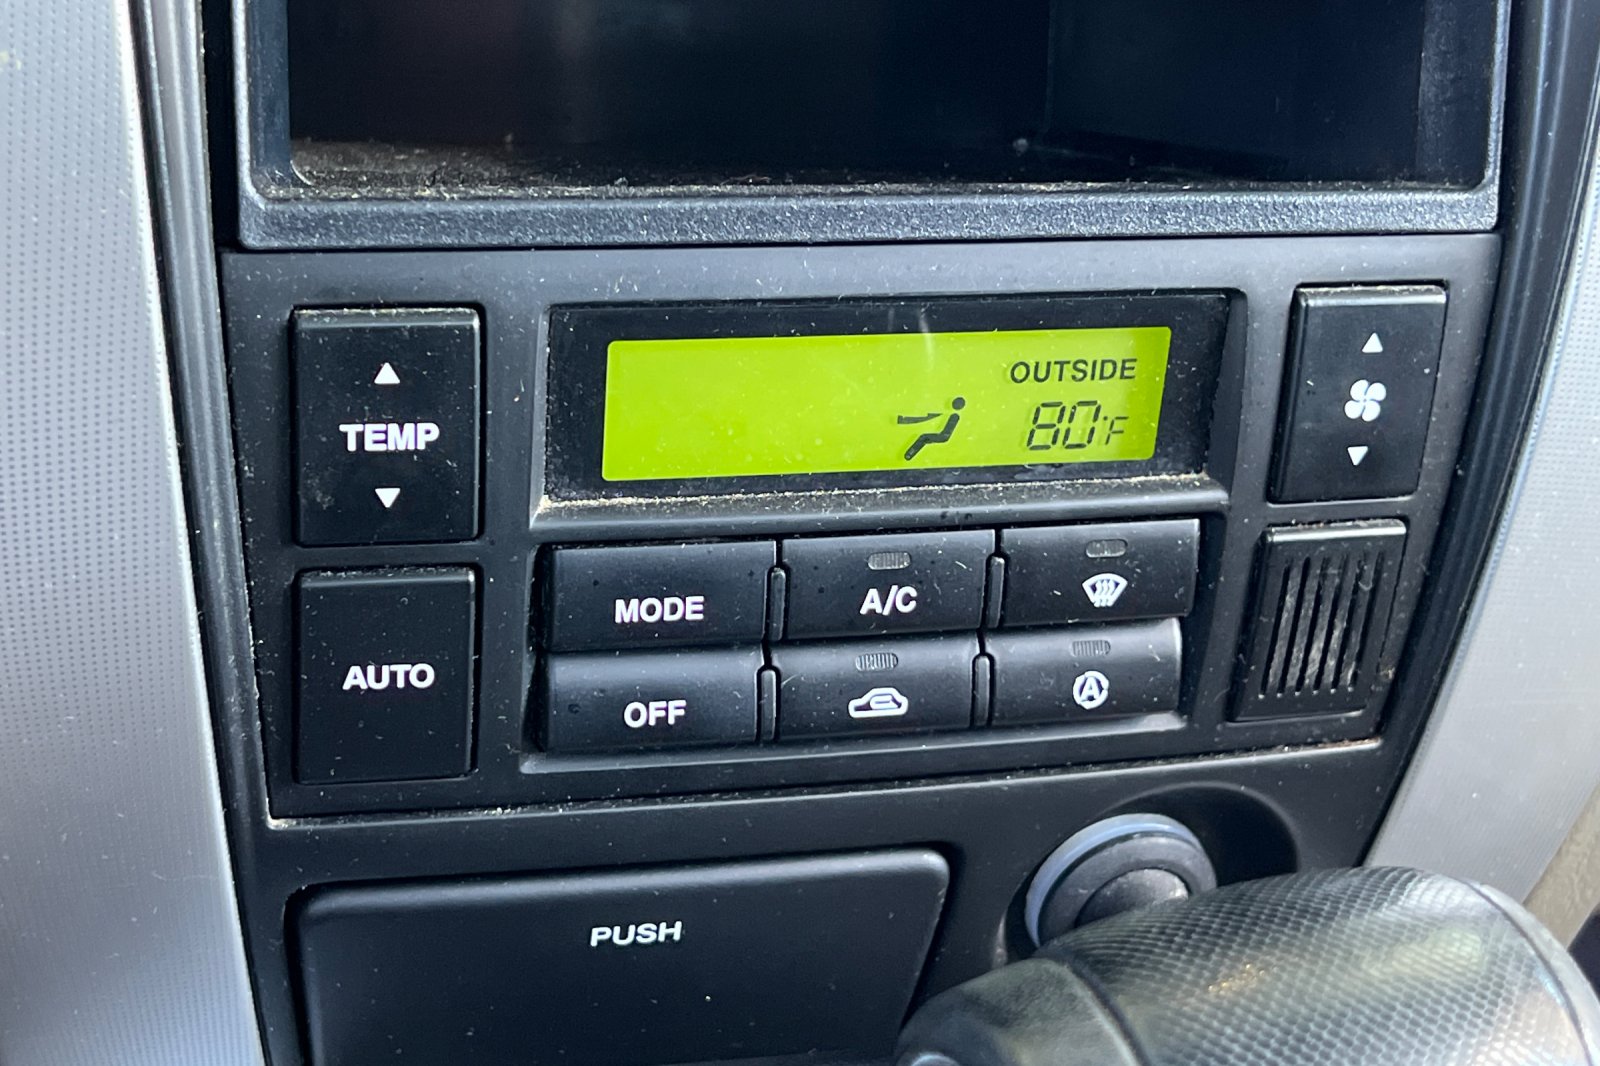 OUTSIDE
80°F
TEMP
MODE
A/C
AUTO
OFF
A
PUSH